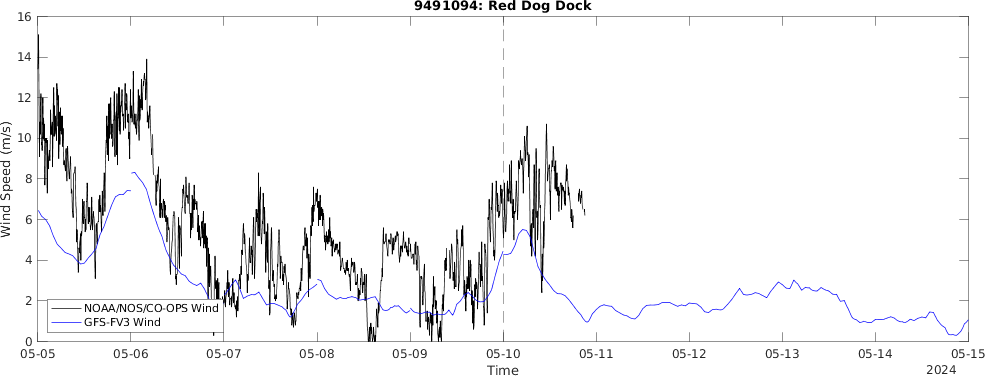 9491094: Red Dog Dock
Wind Speed (m/s)
16
14
12
10
8
6
4
2
0
NOAA/NOS/CO-OPS Wind
GFS-FV3 Wind
05-05 05-06 05-07 05-08 05-09 05-10 05-11 05-12 05-13 05-14 05-15
Time
2024